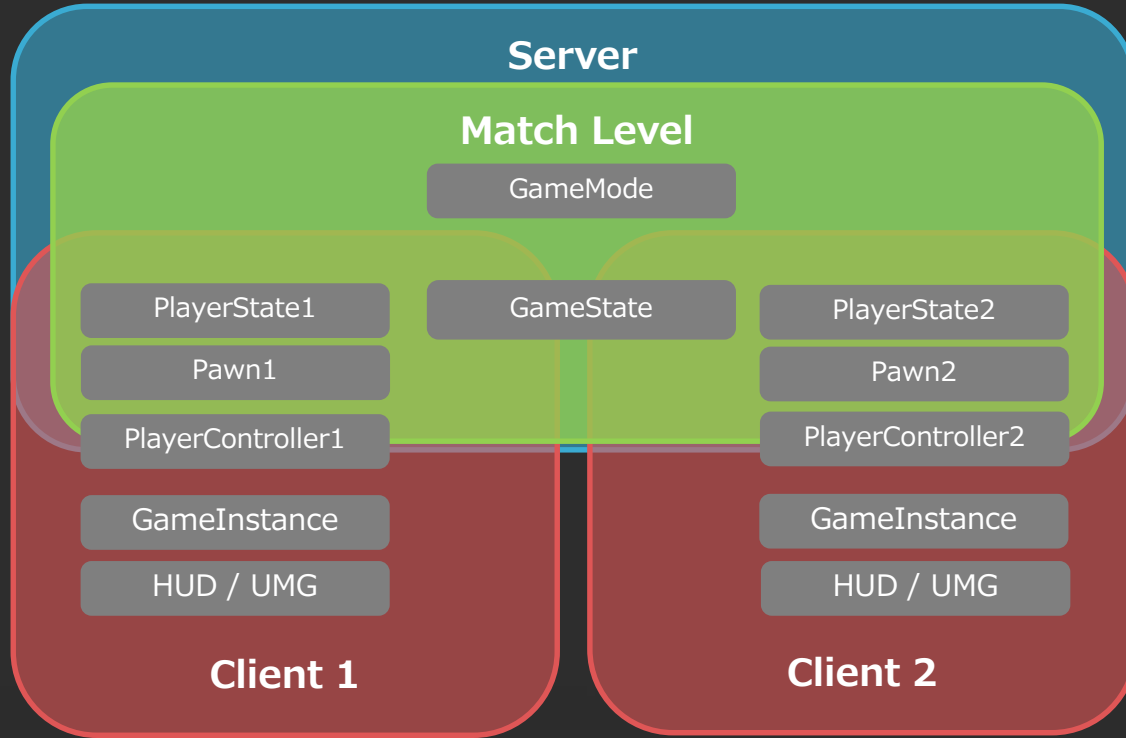 Server
Match Level
GameMode
PlayerState1
GameState
PlayerState2
Pawn1
Pawn2
PlayerController1
PlayerController2
GameInstance
GameInstance
HUD / UMG
HUD / UMG
Client 1
Client 2